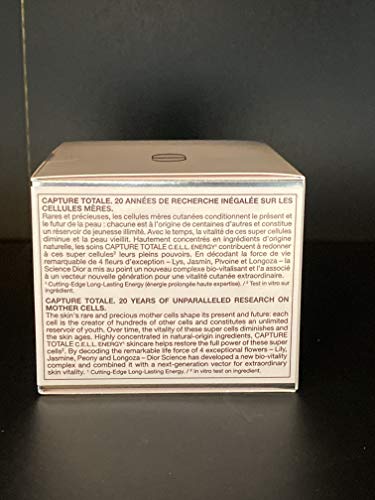 CAPTURE TOTALE. 20 ANNÉES DE RECHERCHE INÉGALÉE SUR LES
CELLULES MÈRES.
Rares et précieuses, les cellules mères cutanées conditionnent le présent et
le futur de la peau : chacune est à l'origine de centaines d'autres et constitue
un réservoir de jeunesse illimité. Avec le temps, la vitalité de ces super cellules
diminue et la peau vieillit. Hautement concentrés en ingrédients d'origine
naturelle, les soins CAPTURE TOTALE C.E.L.L. ENERGY¹ contribuent à redonner
à ces super cellules² leurs pleins pouvoirs. En décodant la force de vie
remarquable de 4 fleurs d'exception – Lys, Jasmin, Pivoine et Longoza – la
Science Dior a mis au point un nouveau complexe bio-vitalisant et l'a associé
à un vecteur nouvelle génération pour une vitalité cutanée extraordinaire.
¹ Cutting-Edge Long-Lasting Energy (énergie prolongée haute expertise). / ² Test in vitro sur
ingrédient.
CAPTURE TOTALE. 20 YEARS OF UNPARALLELED RESEARCH ON
MOTHER CELLS.
The skin's rare and precious mother cells shape its present and future: each
cell is the creator of hundreds of other cells and constitutes an unlimited
reservoir of youth. Over time, the vitality of these super cells diminishes and
the skin ages. Highly concentrated in natural-origin ingredients, CAPTURE
TOTALE C.E.L.L. ENERGY¹ skincare helps restore the full power of these super
cells². By decoding the remarkable life force of 4 exceptional flowers – Lily,
Jasmine, Peony and Longoza – Dior Science has developed a new bio-vitality
complex and combined it with a next-generation vector for extraordinary
skin vitality. ¹ Cutting-Edge Long-Lasting Energy. / ² In vitro test on ingredient.